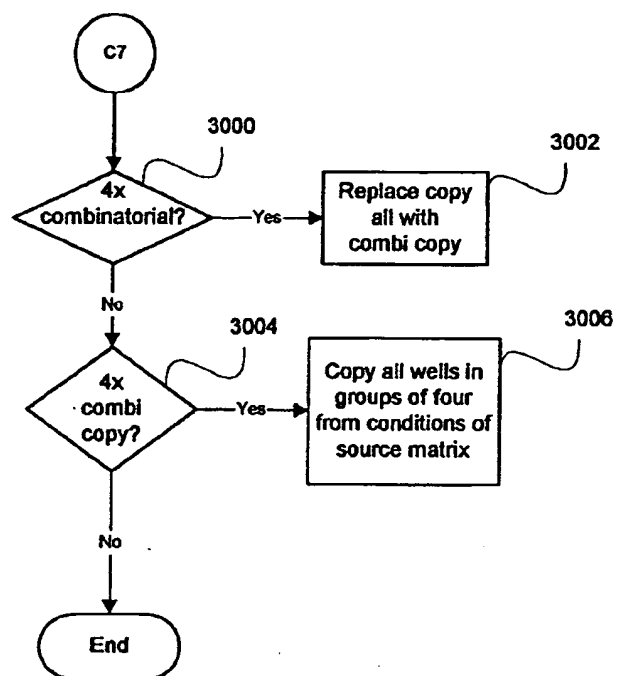 C7
3000
4x
combinatorial?
Yes
3002
Replace copy
all with
combi copy
No
3004
4x
combi
copy?
Yes
3006
Copy all wells in
groups of four
from conditions of
source matrix
No
End